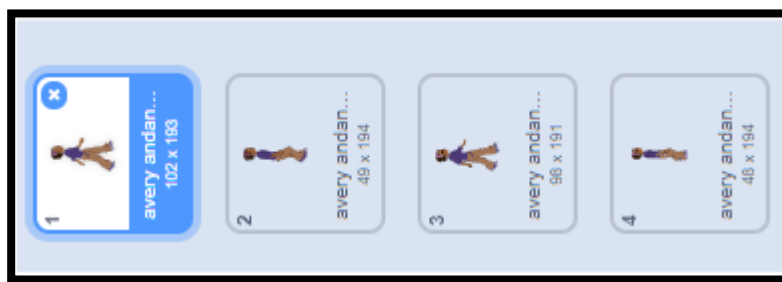 1
avery andan...
102 x 193
2
avery andan...
49 x 194
3
avery andan...
96 x 191
4
avery andan...
48 x 194